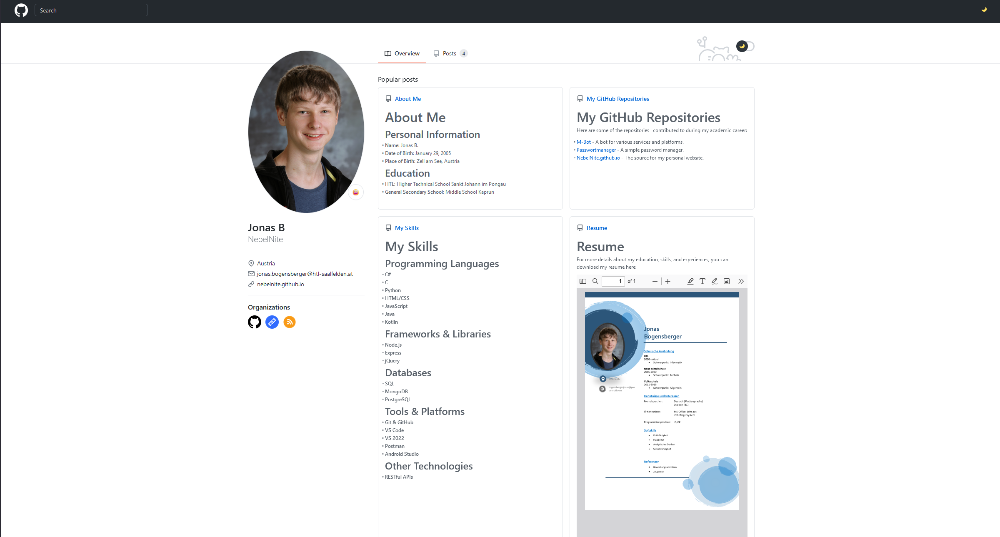 Search
Overview
Posts 4
Popular posts
About Me
About Me
Personal Information
Name: Jonas B.
Date of Birth: January 29, 2005
Place of Birth: Zell am See, Austria
Education
HTL: Higher Technical School Sankt Johann im Pongau
General Secondary School: Middle School Kaprun
My GitHub Repositories
My GitHub Repositories
Here are some of the repositories I contributed to during my academic career:
M-Bot - A bot for various services and platforms.
Passwortmanager - A simple password manager.
NebelNite.github.io - The source for my personal website.
Jonas B
NebelNite
Austria
jonas.bogensberger@htl-saalfelden.at
nebelnite.github.io
Organizations
My Skills
My Skills
Programming Languages
C#
C
Python
HTML/CSS
JavaScript
Java
Kotlin
Frameworks & Libraries
Node.js
Express
jQuery
Databases
SQL
MongoDB
PostgreSQL
Tools & Platforms
Git & GitHub
VS Code
VS 2022
Postman
Android Studio
Other Technologies
RESTful APIs
Resume
Resume
For more details about my education, skills, and experiences, you can
download my resume here:
1 of 1
Jonas
Bogensberger
Österreich
bogensbergerjonas@pro
tonmail.com
Schulische Ausbildung
HTL
2020- aktuell
Schwerpunkt: Informatik
Neue Mittelschule
2016-2020
Schwerpunkt: Technik
Volksschule
2011-2016
Schwerpunkt: Allgemein
Kenntnisse und Interessen
Fremdsprachen: Deutsch (Muttersprache)
Englisch (B1)
IT-Kenntnisse: MS-Office: Sehr gut
Zehnfingersystem
Programmiersprachen: C, C#
Softskills
Kritikfähigkeit
Flexibilität
Analytisches Denken
Selbstständigkeit
Referenzen
Bewerbungsschreiben
Zeugnisse